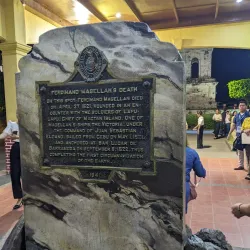 FERDINAND MAGELLAN'S DEATH
ON THIS SPOT, FERDINAND MAGELLAN DIED
ON APRIL 27, 1521, WOUNDED IN AN EN-
COUNTER WITH THE SOLDIERS OF LAPU-
LAPU, CHIEF OF MACTAN ISLAND. ONE OF
MAGELLAN'S SHIPS, THE VICTORIA, UNDER
THE COMMAND OF JUAN SEBASTIAN
ELCANO, SAILED FROM CEBU ON MAY 1, 1521,
AND ANCHORED AT SAN LUCAR DE
BARRAMEDA ON SEPTEMBER 6, 1522, THUS
COMPLETING THE FIRST CIRCUMNAVIGATION
OF THE EARTH.